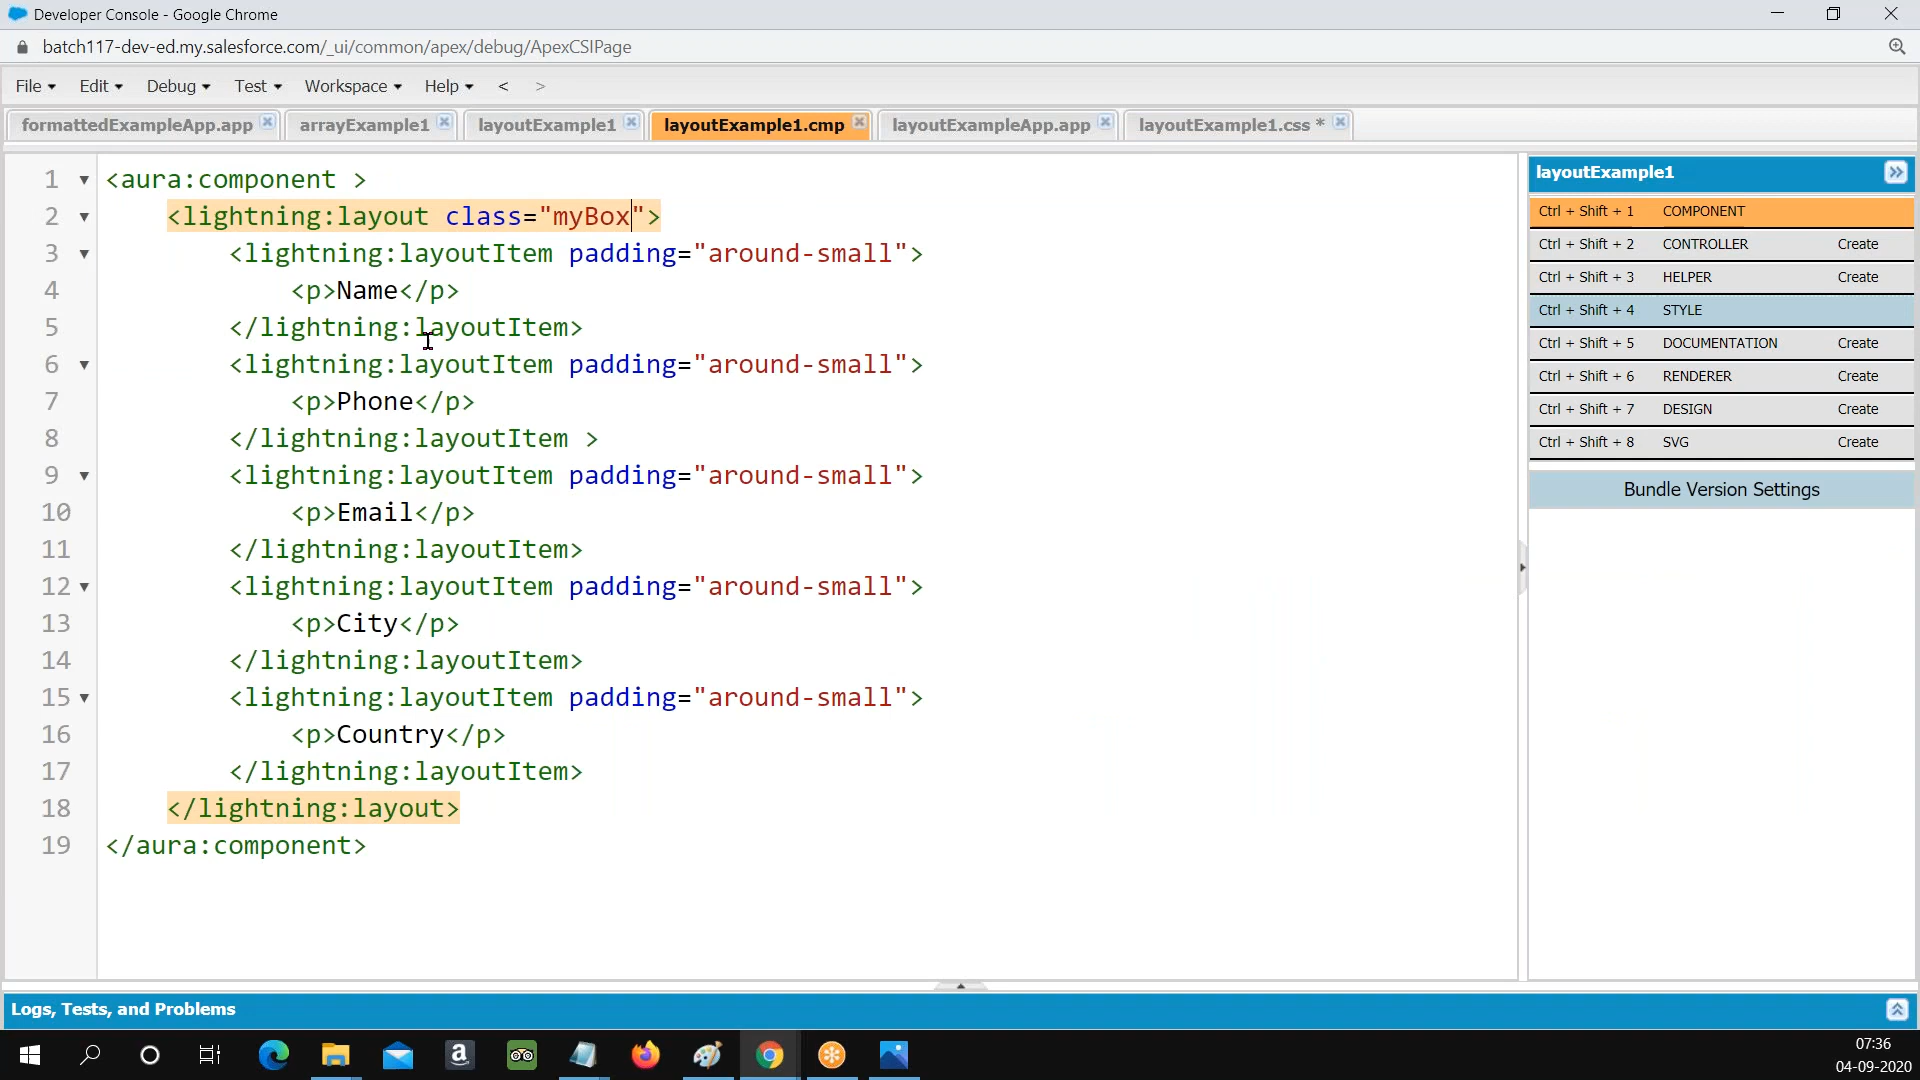 Developer Console - Google Chrome
batch117-dev-ed.my.salesforce.com/_ui/common/apex/debug/ApexCSIPage
File Edit Debug Test Workspace Help < >
formattedExampleApp.app arrayExample1 layoutExample1 layoutExample1.cmp layoutExampleApp.app layoutExample1.css *
1 <aura:component >
2 <lightning:layout class="myBox">
3 <lightning:layoutItem padding="around-small">
4 <p>Name</p>
5 </lightning:layoutItem>
6 <lightning:layoutItem padding="around-small">
7 <p>Phone</p>
8 </lightning:layoutItem >
9 <lightning:layoutItem padding="around-small">
10 <p>Email</p>
11 </lightning:layoutItem>
12 <lightning:layoutItem padding="around-small">
13 <p>City</p>
14 </lightning:layoutItem>
15 <lightning:layoutItem padding="around-small">
16 <p>Country</p>
17 </lightning:layoutItem>
18 </lightning:layout>
19 </aura:component>
layoutExample1
Ctrl + Shift + 1 COMPONENT
Ctrl + Shift + 2 CONTROLLER Create
Ctrl + Shift + 3 HELPER Create
Ctrl + Shift + 4 STYLE
Ctrl + Shift + 5 DOCUMENTATION Create
Ctrl + Shift + 6 RENDERER Create
Ctrl + Shift + 7 DESIGN Create
Ctrl + Shift + 8 SVG Create
Bundle Version Settings
Logs, Tests, and Problems
07:36
04-09-2020